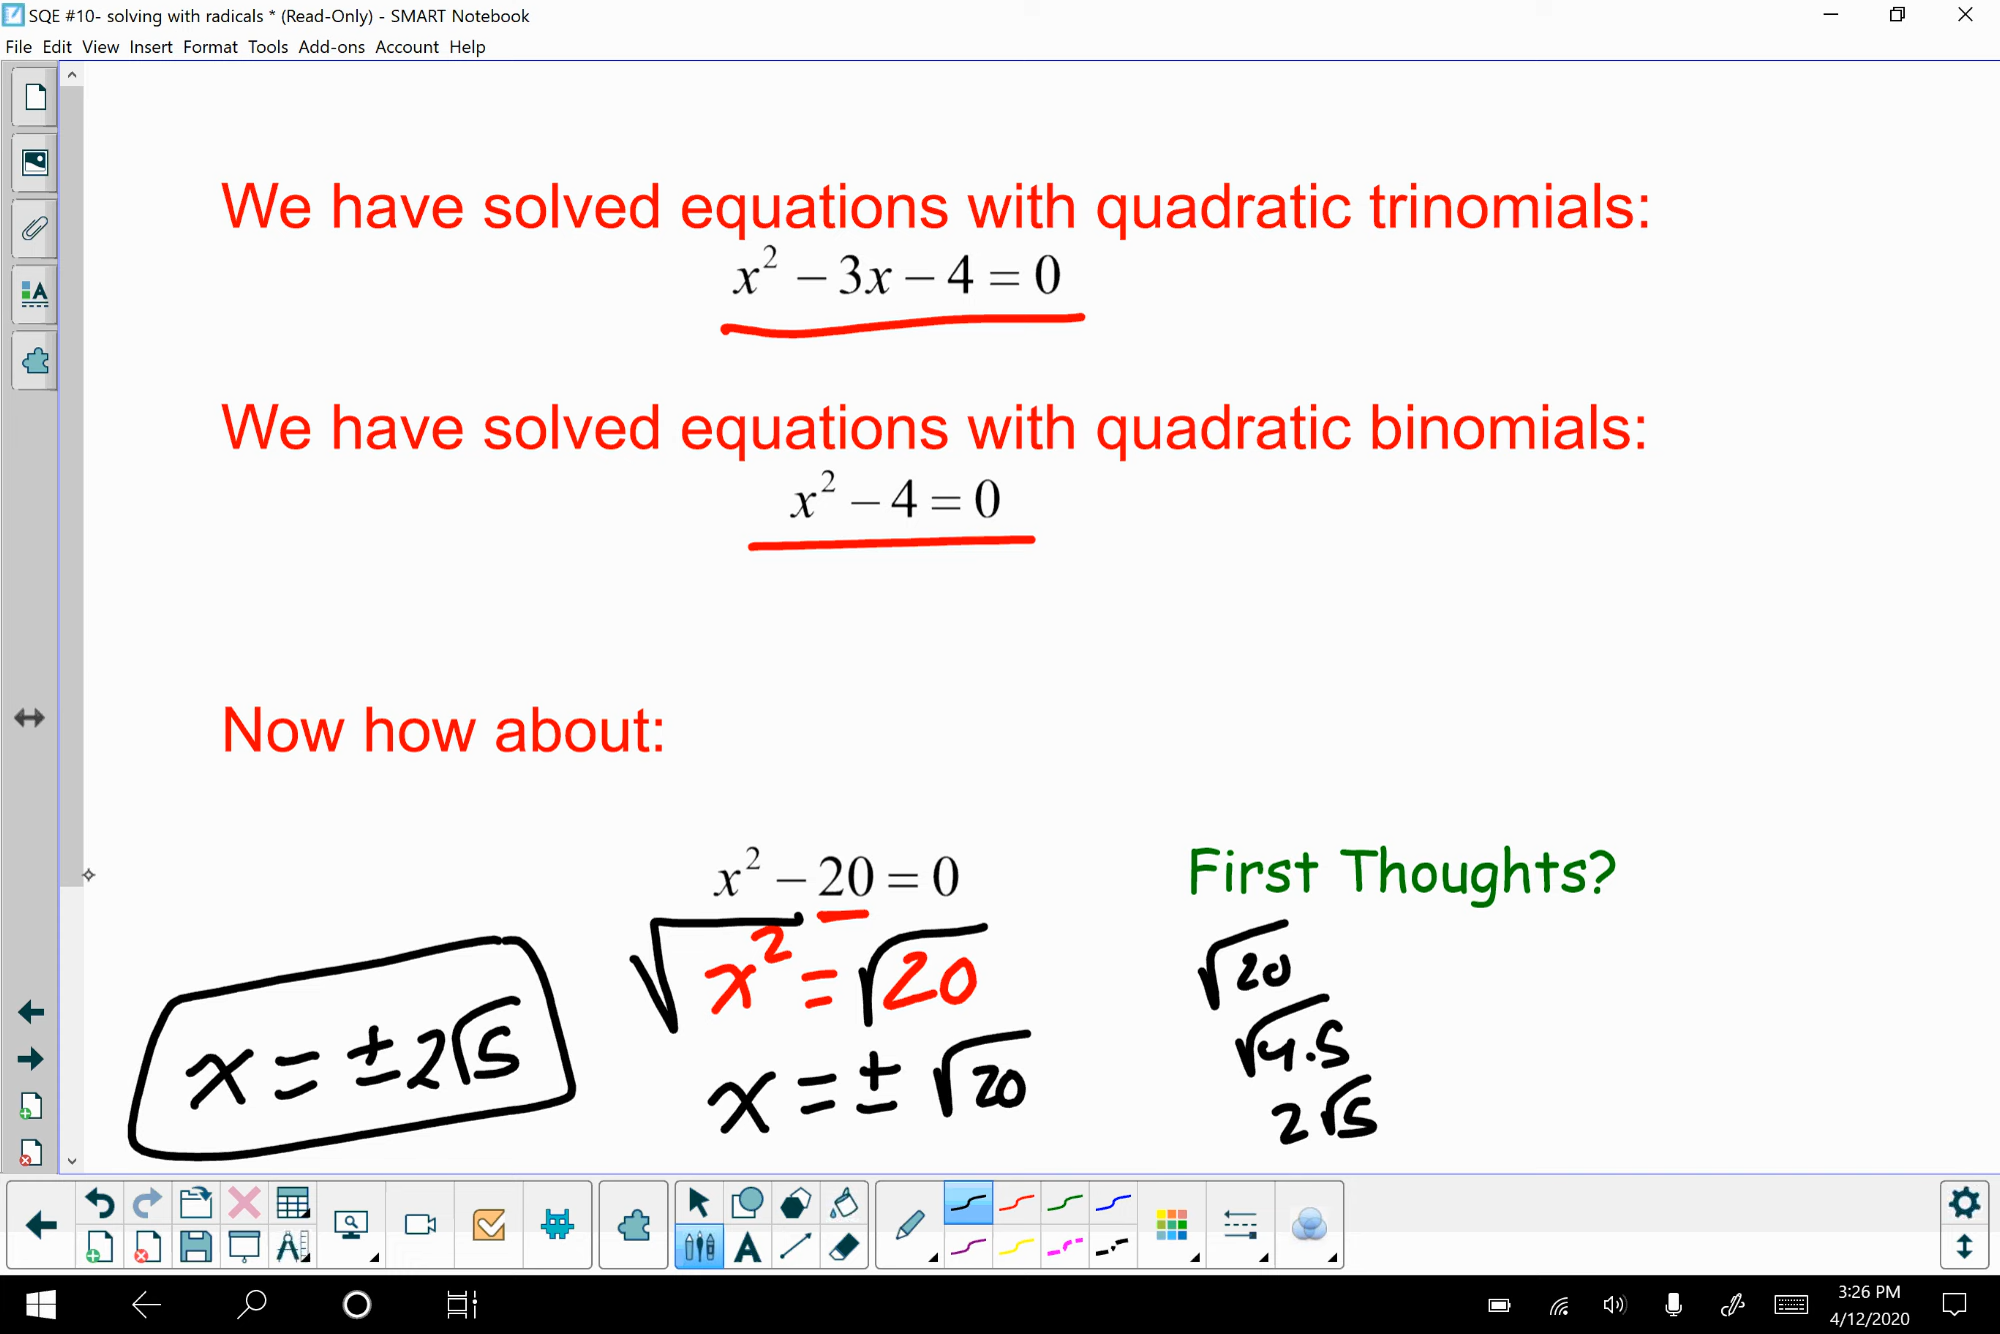 SQE #10- solving with radicals * (Read-Only) - SMART Notebook
File Edit View Insert Format Tools Add-ons Account Help
We have solved equations with quadratic trinomials:
x² − 3x − 4 = 0
We have solved equations with quadratic binomials:
x² − 4 = 0
Now how about:
x² − 20 = 0
First Thoughts?
√x² = √20
√20
x = ±2√5
x = ± √20
√4·5
2√5
3:26 PM
4/12/2020